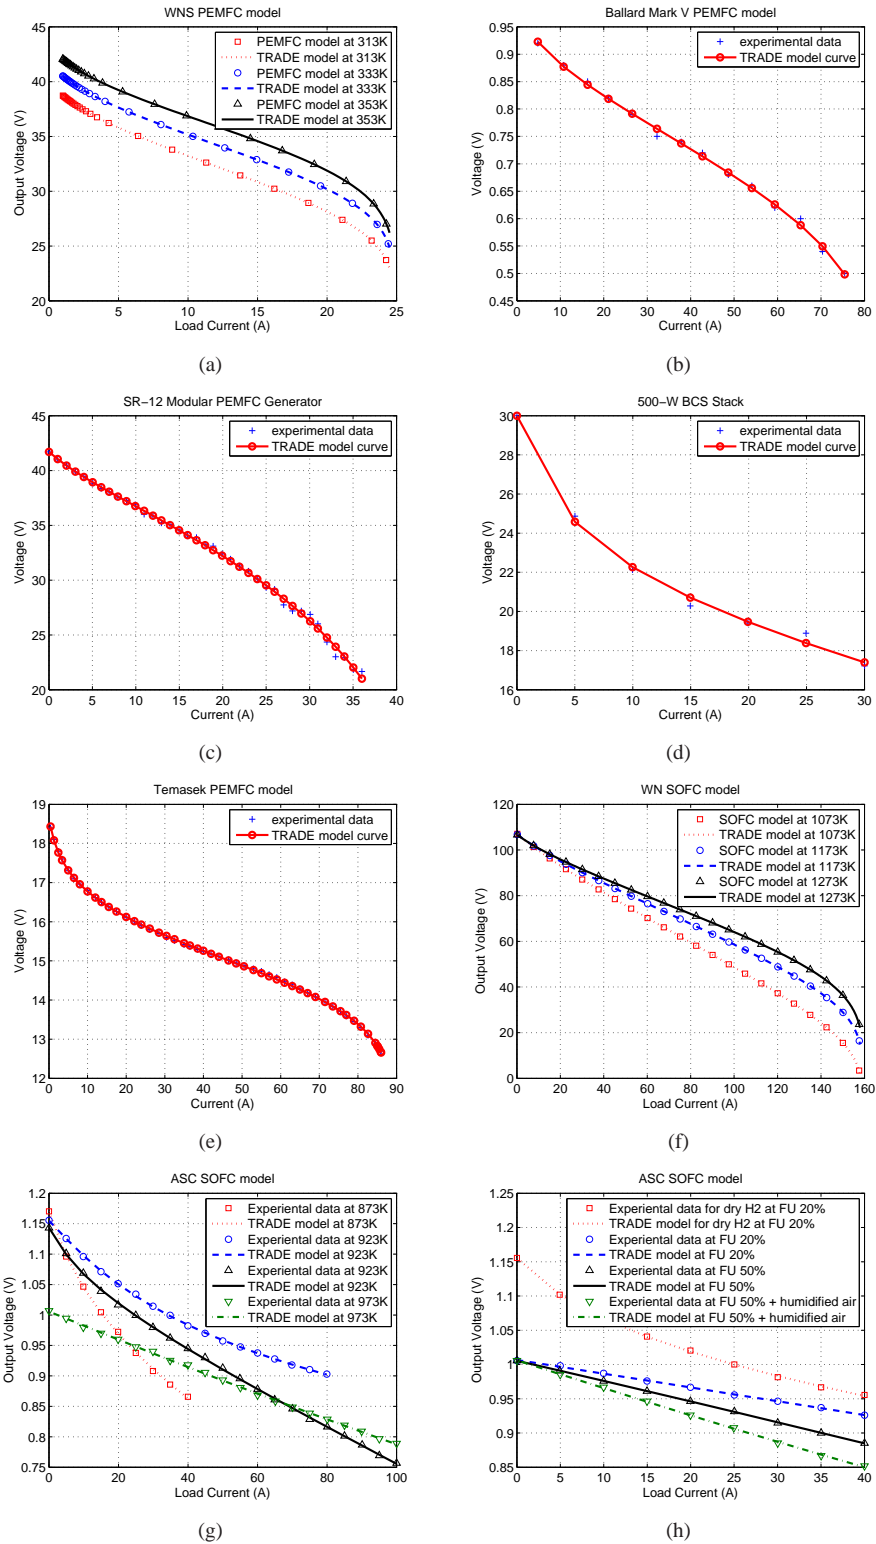 WNS PEMFC model
45
40
35
30
25
20
Output Voltage (V)
PEMFC model at 313K
TRADE model at 313K
PEMFC model at 333K
TRADE model at 333K
PEMFC model at 353K
TRADE model at 353K
0 5 10 15 20 25
Load Current (A)
(a)
Ballard Mark V PEMFC model
0.95
0.9
0.85
0.8
0.75
0.7
0.65
0.6
0.55
0.5
0.45
Voltage (V)
experimental data
TRADE model curve
0 10 20 30 40 50 60 70 80
Current (A)
(b)
SR−12 Modular PEMFC Generator
45
40
35
30
25
20
Voltage (V)
experimental data
TRADE model curve
0 5 10 15 20 25 30 35 40
Current (A)
(c)
500−W BCS Stack
30
28
26
24
22
20
18
16
Voltage (V)
experimental data
TRADE model curve
0 5 10 15 20 25 30
Current (A)
(d)
Temasek PEMFC model
19
18
17
16
15
14
13
12
Voltage (V)
experimental data
TRADE model curve
0 10 20 30 40 50 60 70 80 90
Current (A)
(e)
WN SOFC model
120
100
80
60
40
20
0
Output Voltage (V)
SOFC model at 1073K
TRADE model at 1073K
SOFC model at 1173K
TRADE model at 1173K
SOFC model at 1273K
TRADE model at 1273K
0 20 40 60 80 100 120 140 160
Load Current (A)
(f)
ASC SOFC model
1.2
1.15
1.1
1.05
1
0.95
0.9
0.85
0.8
0.75
Output Voltage (V)
Experiental data at 873K
TRADE model at 873K
Experiental data at 923K
TRADE model at 923K
Experiental data at 923K
TRADE model at 923K
Experiental data at 973K
TRADE model at 973K
0 20 40 60 80 100
Load Current (A)
(g)
ASC SOFC model
1.25
1.2
1.15
1.1
1.05
1
0.95
0.9
0.85
Output Voltage (V)
Experiental data for dry H2 at FU 20%
TRADE model for dry H2 at FU 20%
Experiental data at FU 20%
TRADE model at FU 20%
Experiental data at FU 50%
TRADE model at FU 50%
Experiental data at FU 50% + humidified air
TRADE model at FU 50% + humidified air
0 5 10 15 20 25 30 35 40
Load Current (A)
(h)